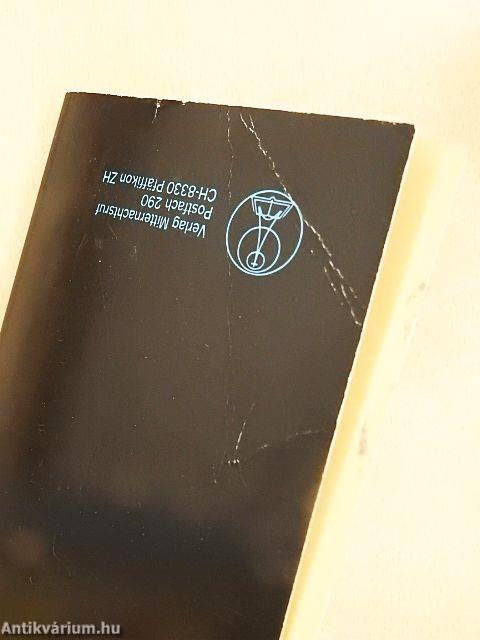 Verlag Mitternachtsruf
Postfach 290
CH-8330 Pfäffikon ZH
Antikvárium.hu